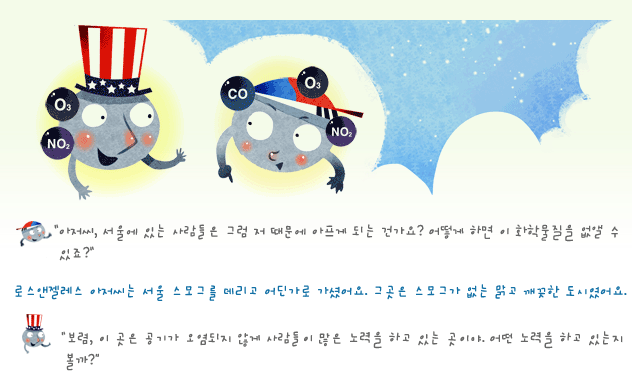 O₃
NO₂
CO
O₃
NO₂
"아저씨, 서울에 있는 사람들은 그럼 저 때문에 아프게 되는 건가요? 어떻게 하면 이 화학물질을 없앨 수
있죠?"
로스앤젤레스 아저씨는 서울 스모그를 데리고 어딘가로 가셨어요. 그곳은 스모그가 없는 맑고 깨끗한 도시였어요.
"보렴, 이 곳은 공기가 오염되지 않게 사람들이 많은 노력을 하고 있는 곳이야. 어떤 노력을 하고 있는지
볼까?"